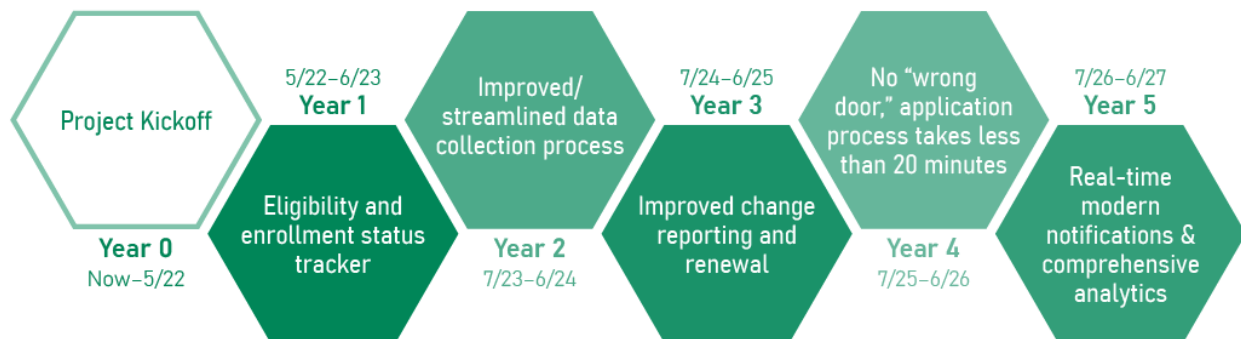 Project Kickoff
Year 0
Now–5/22
5/22–6/23
Year 1
Eligibility and
enrollment status
tracker
Improved/
streamlined data
collection process
Year 2
7/23–6/24
7/24–6/25
Year 3
Improved change
reporting and
renewal
No “wrong
door,” application
process takes less
than 20 minutes
Year 4
7/25–6/26
7/26–6/27
Year 5
Real-time
modern
notifications &
comprehensive
analytics